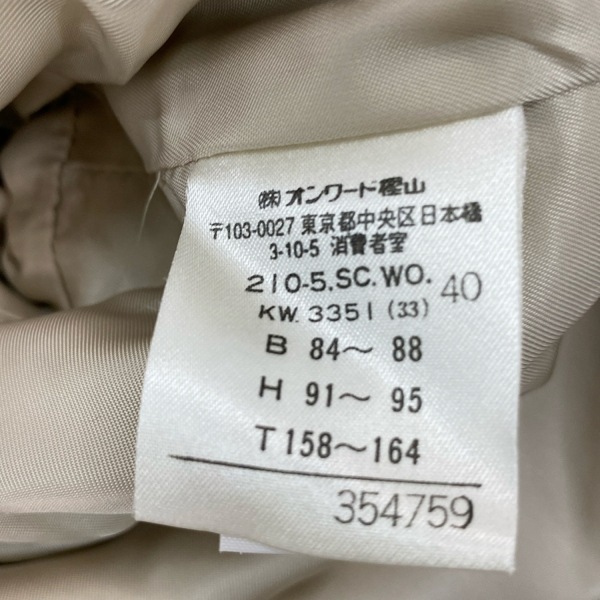 ㈱オンワード樫山
〒103-0027 東京都中央区日本橋
3-10-5 消費者室
210-5.SC.WO. 40
KW. 3351 (33)
B 84～ 88
H 91～ 95
T 158～164
354759